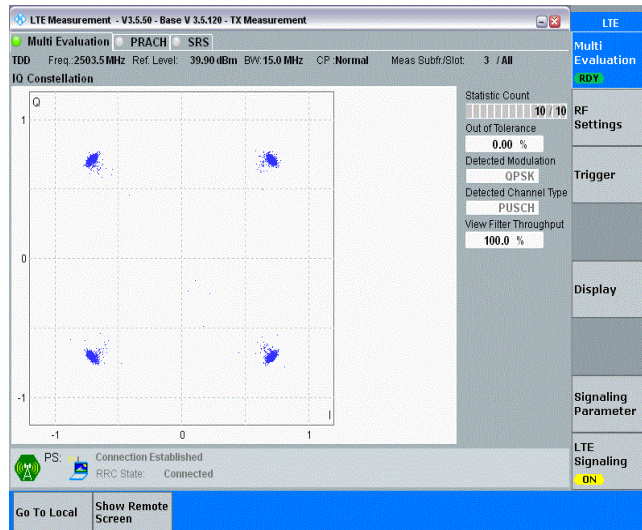 LTE Measurement - V3.5.50 - Base V 3.5.120 - TX Measurement
LTE
Multi Evaluation PRACH SRS
TDD Freq.:2503.5 MHz Ref. Level: 39.90 dBm BW:15.0 MHz CP :Normal Meas Subfr./Slot: 3 / All
IQ Constellation
Multi
Evaluation
RDY
Q
1
0
-1
I
-1 0 1
Statistic Count
10 / 10
Out of Tolerance
0.00 %
Detected Modulation
QPSK
Detected Channel Type
PUSCH
View Filter Throughput
100.0 %
RF
Settings
Trigger
Display
Signaling
Parameter
LTE
Signaling
ON
PS: Connection Established
RRC State: Connected
Go To Local
Show Remote
Screen